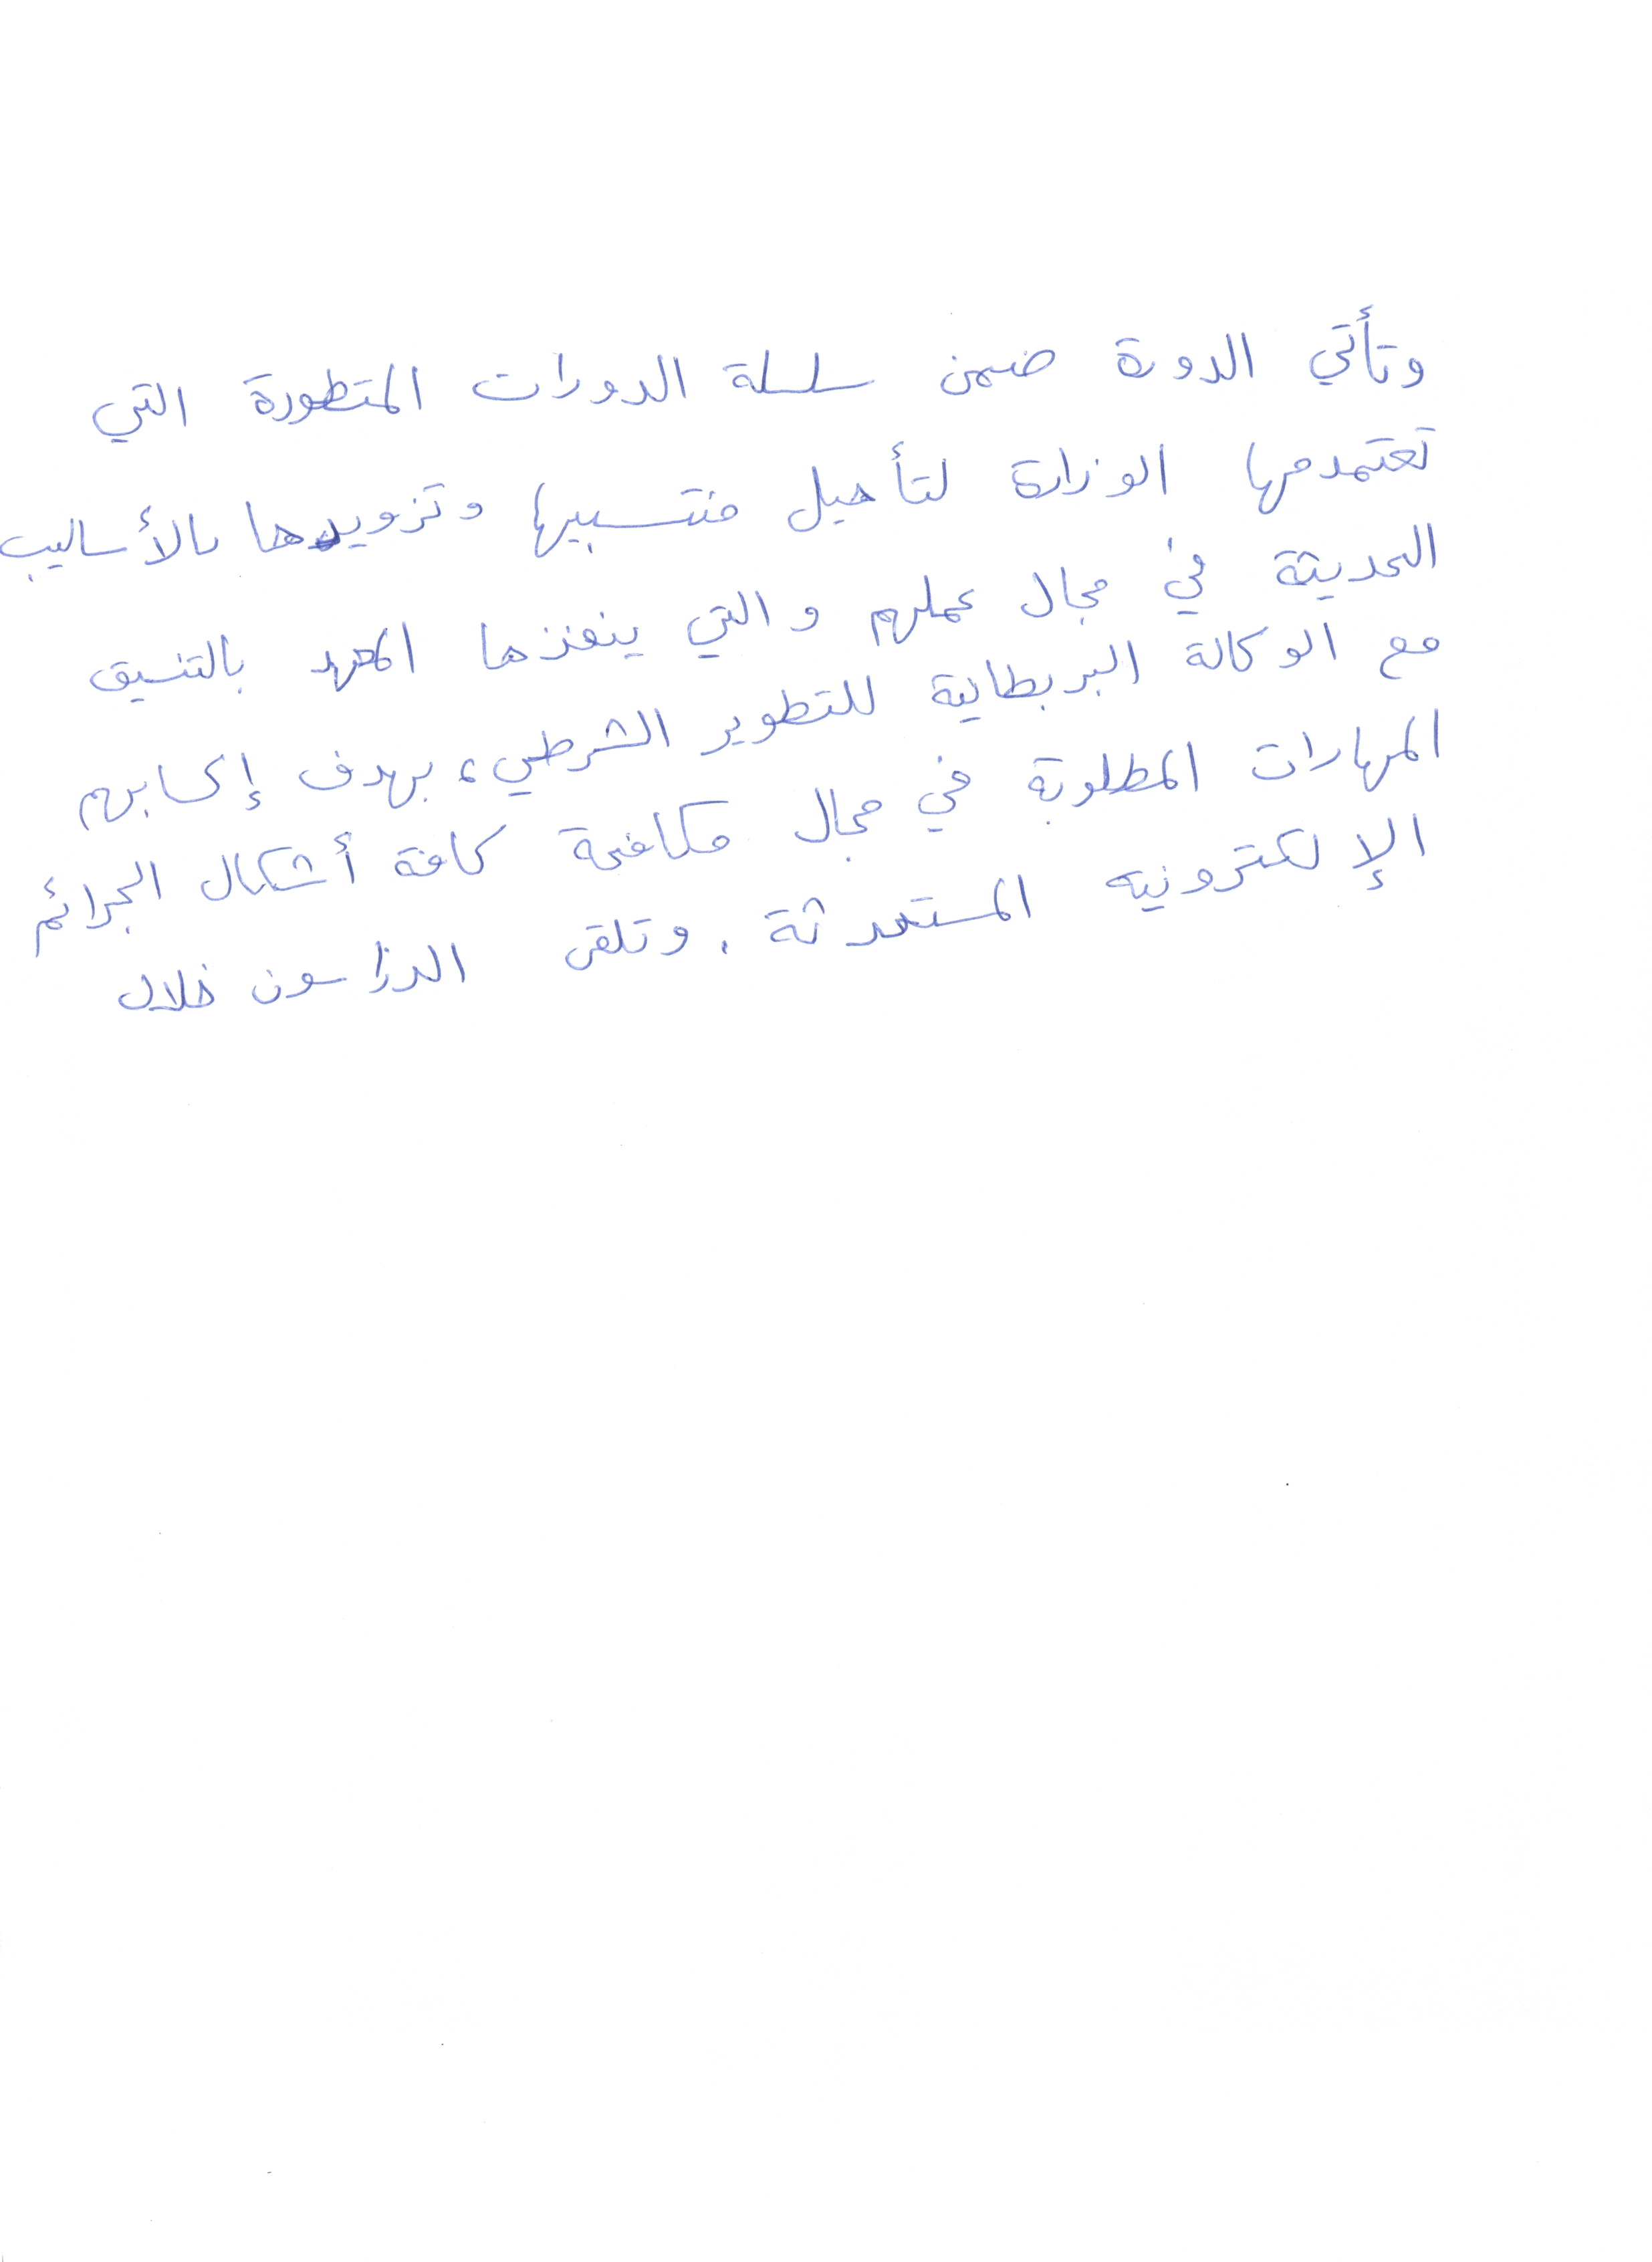 وتأتي الدورة ضمن سلسلة الدورات المتطورة التي
تعتمدها الوزارة لتأهيل منتسبيها وتزويدها بالأساليب
الحديثة في مجال عملهم والتي ينفذها المعهد بالتنسيق
مع الوكالة البريطانية للتطوير الشرطي، بهدف إكسابهم
المهارات المطلوبة في مجال مكافحة كافة أشكال الجرائم
الإلكترونيه المستحدثة. وتلقى الدراسون خلال